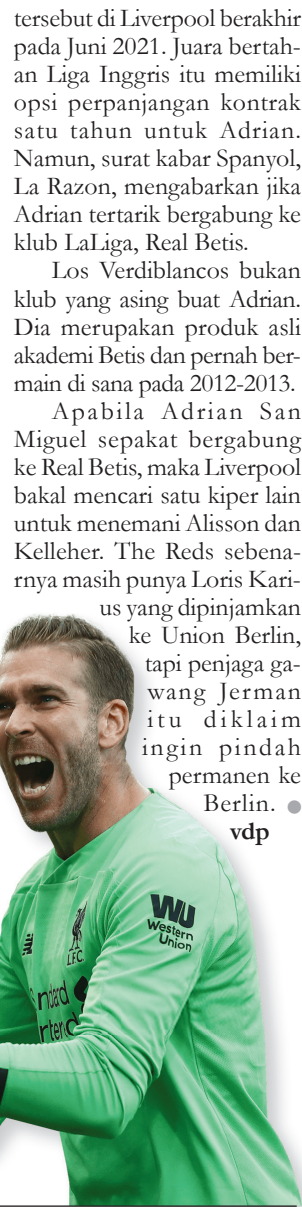 tersebut di Liverpool berakhir
pada Juni 2021. Juara bertah-
an Liga Inggris itu memiliki
opsi perpanjangan kontrak
satu tahun untuk Adrian.
Namun, surat kabar Spanyol,
La Razon, mengabarkan jika
Adrian tertarik bergabung ke
klub LaLiga, Real Betis.
Los Verdiblancos bukan
klub yang asing buat Adrian.
Dia merupakan produk asli
akademi Betis dan pernah ber-
main di sana pada 2012-2013.
Apabila Adrian San
Miguel sepakat bergabung
ke Real Betis, maka Liverpool
bakal mencari satu kiper lain
untuk menemani Alisson dan
Kelleher. The Reds sebena-
rnya masih punya Loris Kari-
us yang dipinjamkan
ke Union Berlin,
tapi penjaga ga-
wang Jerman
itu diklaim
ingin pindah
permanen ke
Berlin. ●
vdp
WU
Western
Union
L.F.C.